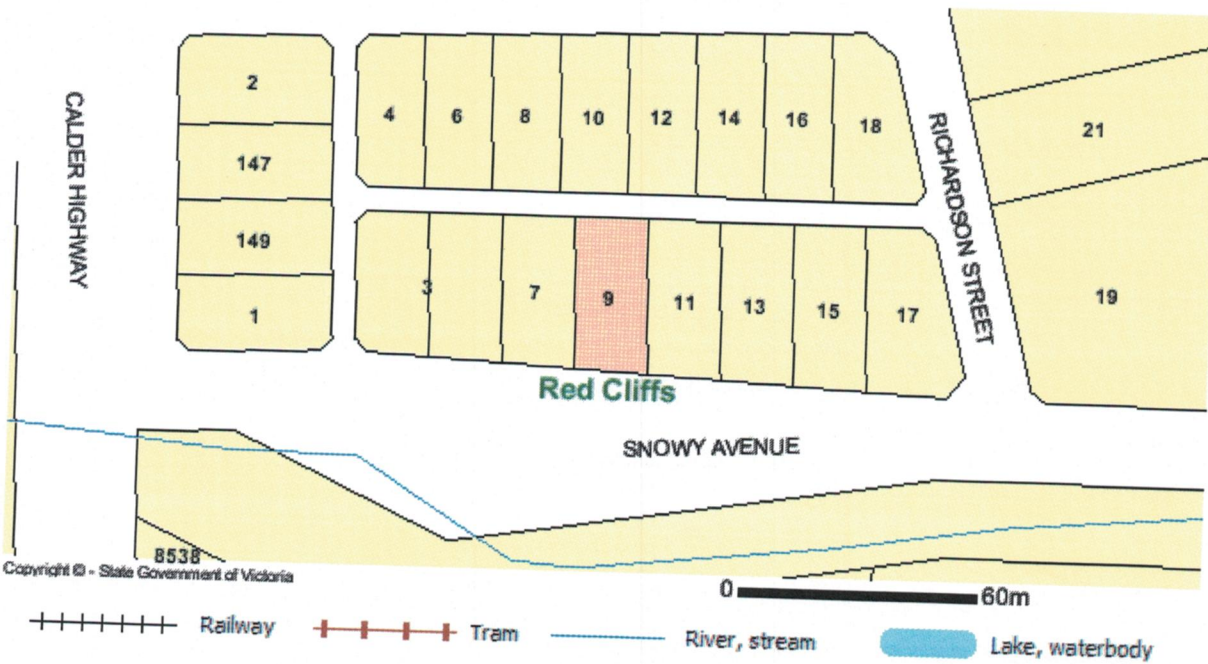 2
147
149
1
CALDER HIGHWAY
4 6 8 10 12 14 16 18
3 7 9 11 13 15 17
RICHARDSON STREET
21
19
Red Cliffs
SNOWY AVENUE
8538
Copyright © - State Government of Victoria
0 60m
Railway Tram River, stream Lake, waterbody